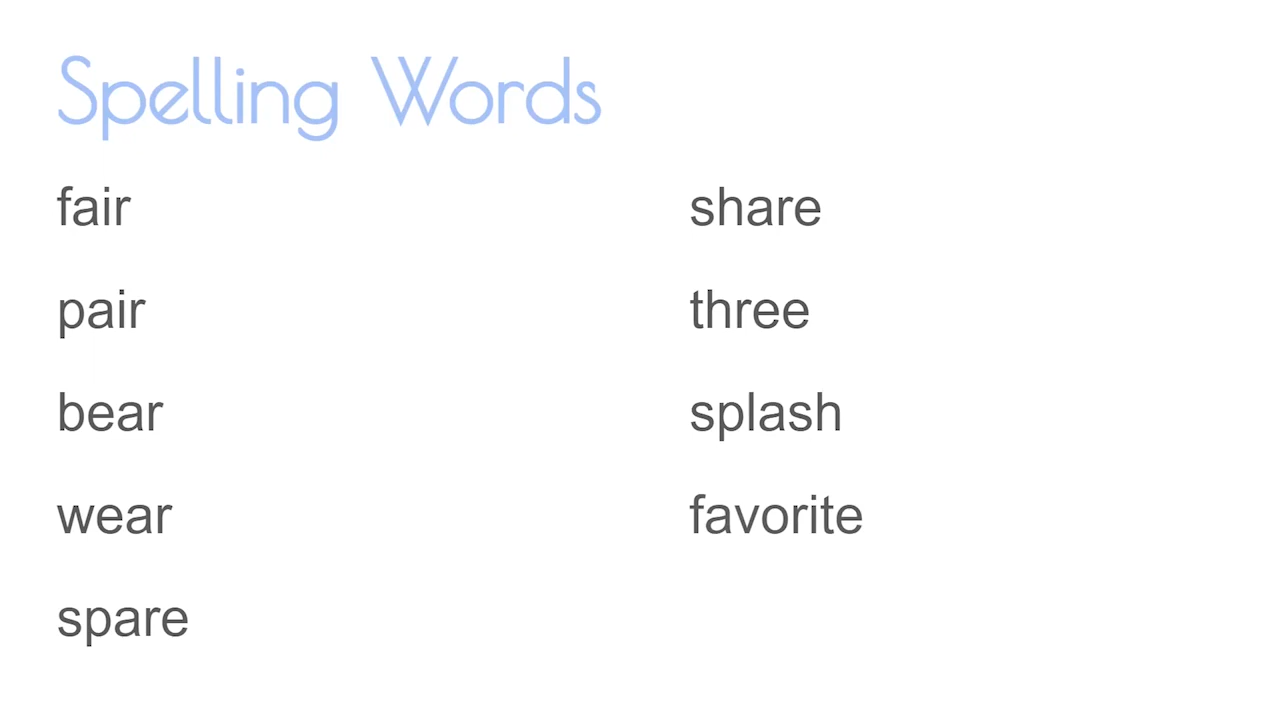 Spelling Words
fair
pair
bear
wear
spare
share
three
splash
favorite